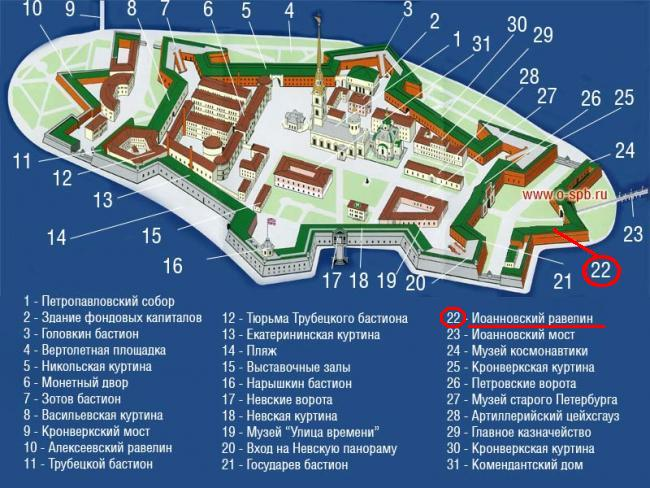 10 9 8 7 6 5 4 3 2 1 31 30 29 28 27 26 25 24
www.o-spb.ru
11 12 13 14 15 16 17 18 19 20 21 22 23
1 - Петропавловский собор
2 - Здание фондовых капиталов
3 - Головкин бастион
4 - Вертолетная площадка
5 - Никольская куртина
6 - Монетный двор
7 - Зотов бастион
8 - Васильевская куртина
9 - Кронверкский мост
10 - Алексеевский равелин
11 - Трубецкой бастион
12 - Тюрьма Трубецкого бастиона
13 - Екатерининская куртина
14 - Пляж
15 - Выставочные залы
16 - Нарышкин бастион
17 - Невские ворота
18 - Невская куртина
19 - Музей "Улица времени"
20 - Вход на Невскую панораму
21 - Государев бастион
22 - Иоанновский равелин
23 - Иоанновский мост
24 - Музей космонавтики
25 - Кронверкская куртина
26 - Петровские ворота
27 - Музей старого Петербурга
28 - Артиллерийский цейхсгауз
29 - Главное казначейство
30 - Кронверкская куртина
31 - Комендантский дом